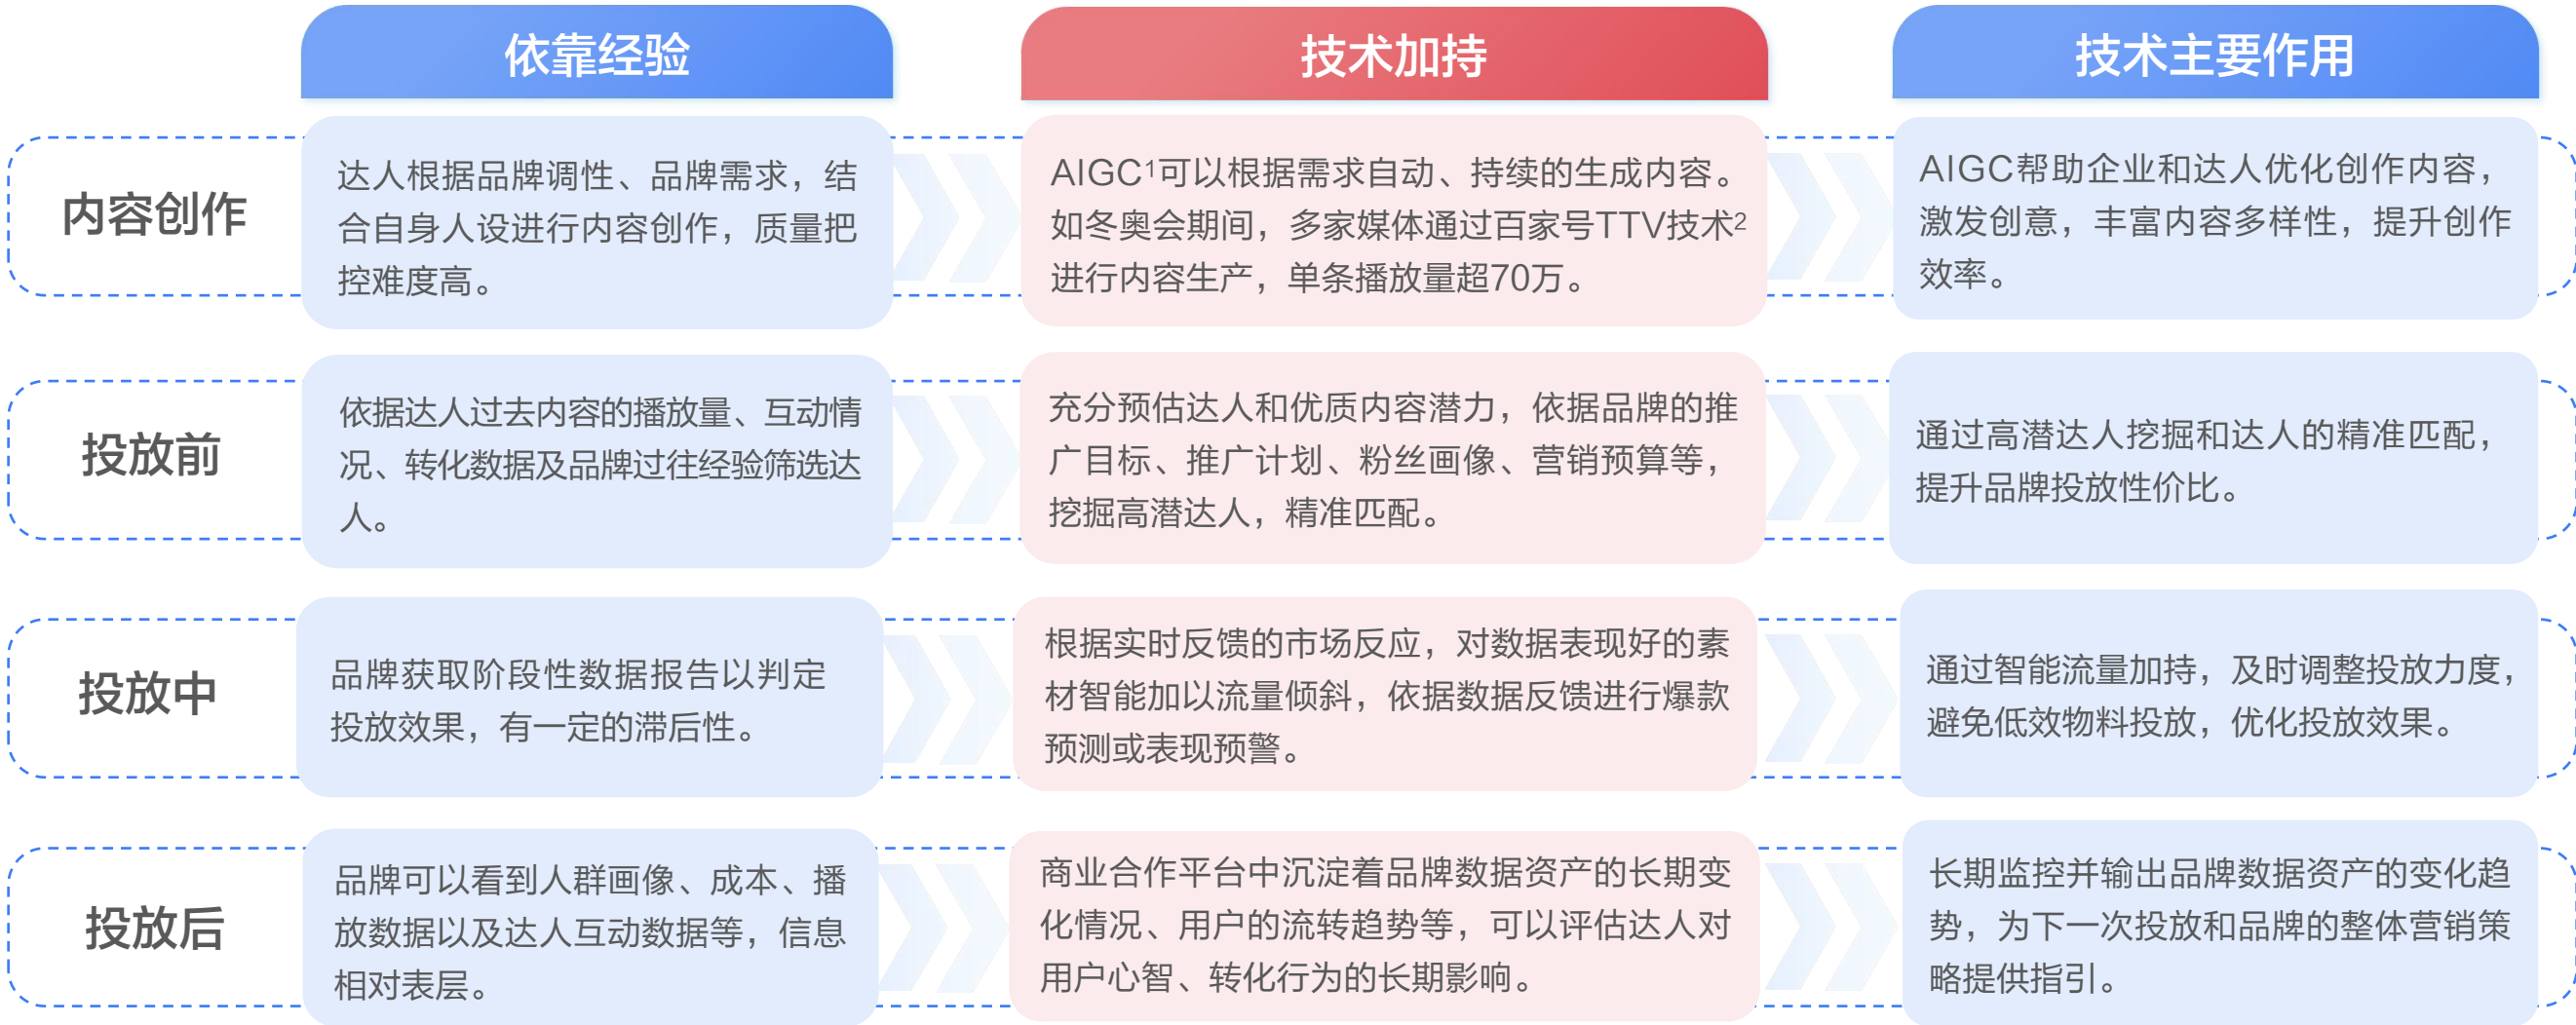 依靠经验
技术加持
技术主要作用
内容创作
达人根据品牌调性、品牌需求，结
合自身人设进行内容创作，质量把
控难度高。
AIGC1可以根据需求自动、持续的生成内容。
如冬奥会期间，多家媒体通过百家号TTV技术2
进行内容生产，单条播放量超70万。
AIGC帮助企业和达人优化创作内容，
激发创意，丰富内容多样性，提升创作
效率。
投放前
依据达人过去内容的播放量、互动情
况、转化数据及品牌过往经验筛选达
人。
充分预估达人和优质内容潜力，依据品牌的推
广目标、推广计划、粉丝画像、营销预算等，
挖掘高潜达人，精准匹配。
通过高潜达人挖掘和达人的精准匹配，
提升品牌投放性价比。
投放中
品牌获取阶段性数据报告以判定
投放效果，有一定的滞后性。
根据实时反馈的市场反应，对数据表现好的素
材智能加以流量倾斜，依据数据反馈进行爆款
预测或表现预警。
通过智能流量加持，及时调整投放力度，
避免低效物料投放，优化投放效果。
投放后
品牌可以看到人群画像、成本、播
放数据以及达人互动数据等，信息
相对表层。
商业合作平台中沉淀着品牌数据资产的长期变
化情况、用户的流转趋势等，可以评估达人对
用户心智、转化行为的长期影响。
长期监控并输出品牌数据资产的变化趋
势，为下一次投放和品牌的整体营销策
略提供指引。